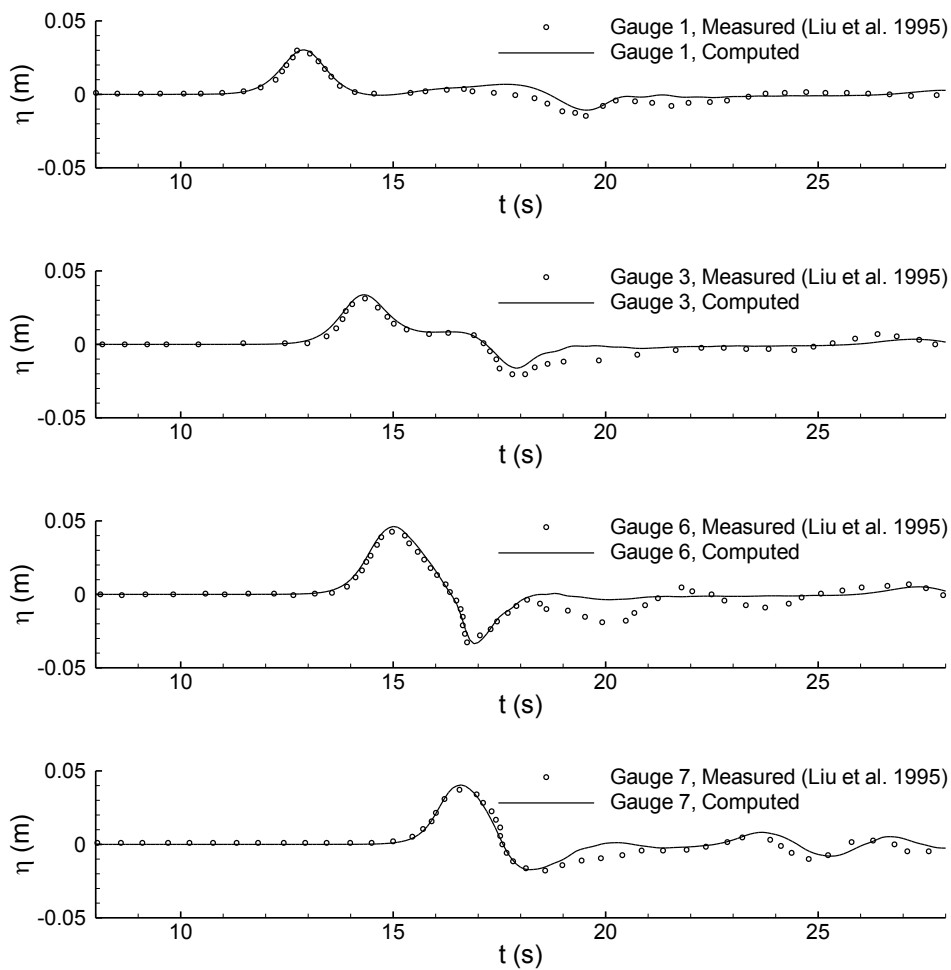 0.05
0
-0.05
η (m)
Gauge 1, Measured (Liu et al. 1995)
Gauge 1, Computed
10 15 20 25
t (s)
0.05
0
-0.05
η (m)
Gauge 3, Measured (Liu et al. 1995)
Gauge 3, Computed
10 15 20 25
t (s)
0.05
0
-0.05
η (m)
Gauge 6, Measured (Liu et al. 1995)
Gauge 6, Computed
10 15 20 25
t (s)
0.05
0
-0.05
η (m)
Gauge 7, Measured (Liu et al. 1995)
Gauge 7, Computed
10 15 20 25
t (s)